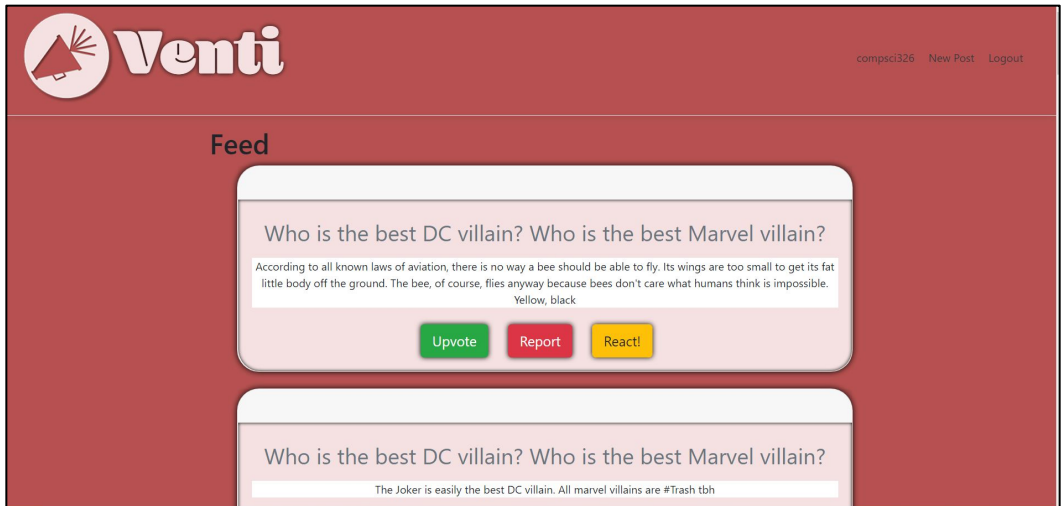 Venti
compsci326 New Post Logout
Feed
Who is the best DC villain? Who is the best Marvel villain?
According to all known laws of aviation, there is no way a bee should be able to fly. Its wings are too small to get its fat
little body off the ground. The bee, of course, flies anyway because bees don't care what humans think is impossible.
Yellow, black
Upvote Report React!
Who is the best DC villain? Who is the best Marvel villain?
The Joker is easily the best DC villain. All marvel villains are #Trash tbh